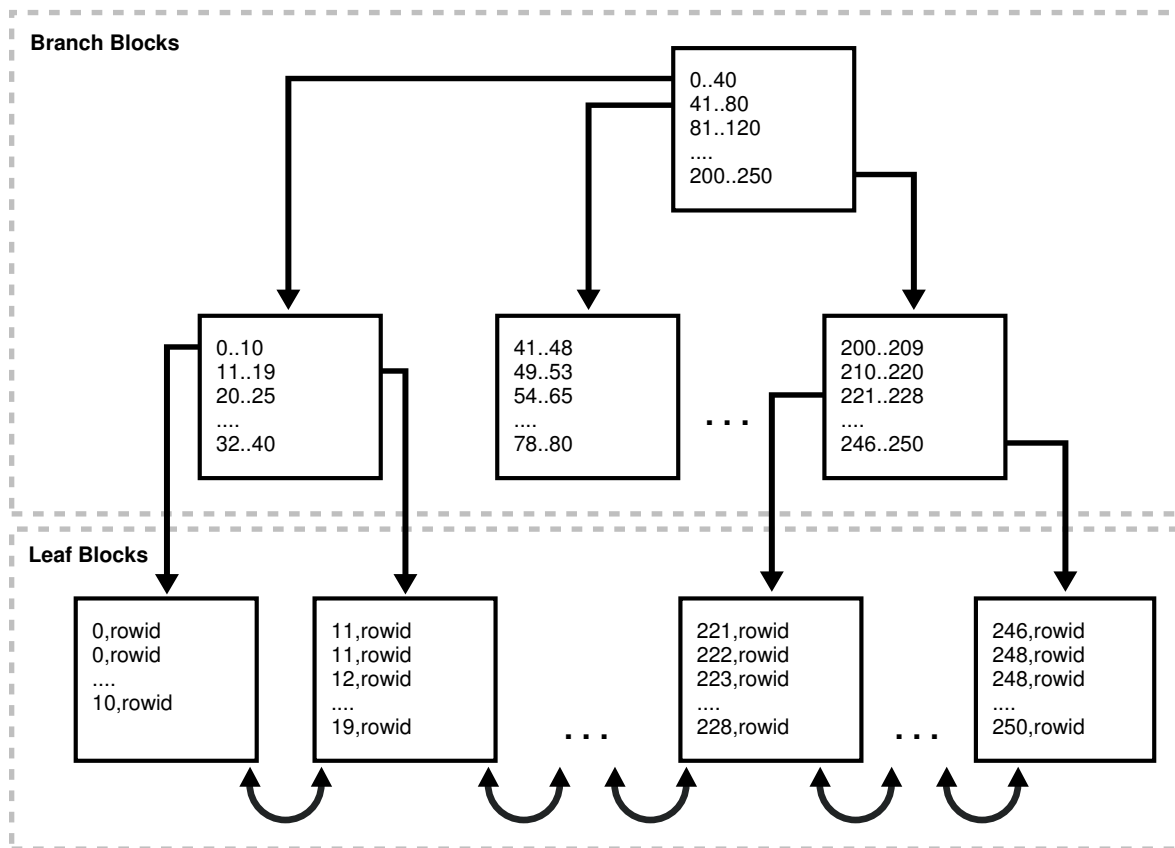 Branch Blocks
0..40
41..80
81..120
....
200..250
0..10
11..19
20..25
....
32..40
41..48
49..53
54..65
....
78..80
...
200..209
210..220
221..228
....
246..250
Leaf Blocks
0,rowid
0,rowid
....
10,rowid
11,rowid
11,rowid
12,rowid
....
19,rowid
...
221,rowid
222,rowid
223,rowid
....
228,rowid
...
246,rowid
248,rowid
248,rowid
....
250,rowid